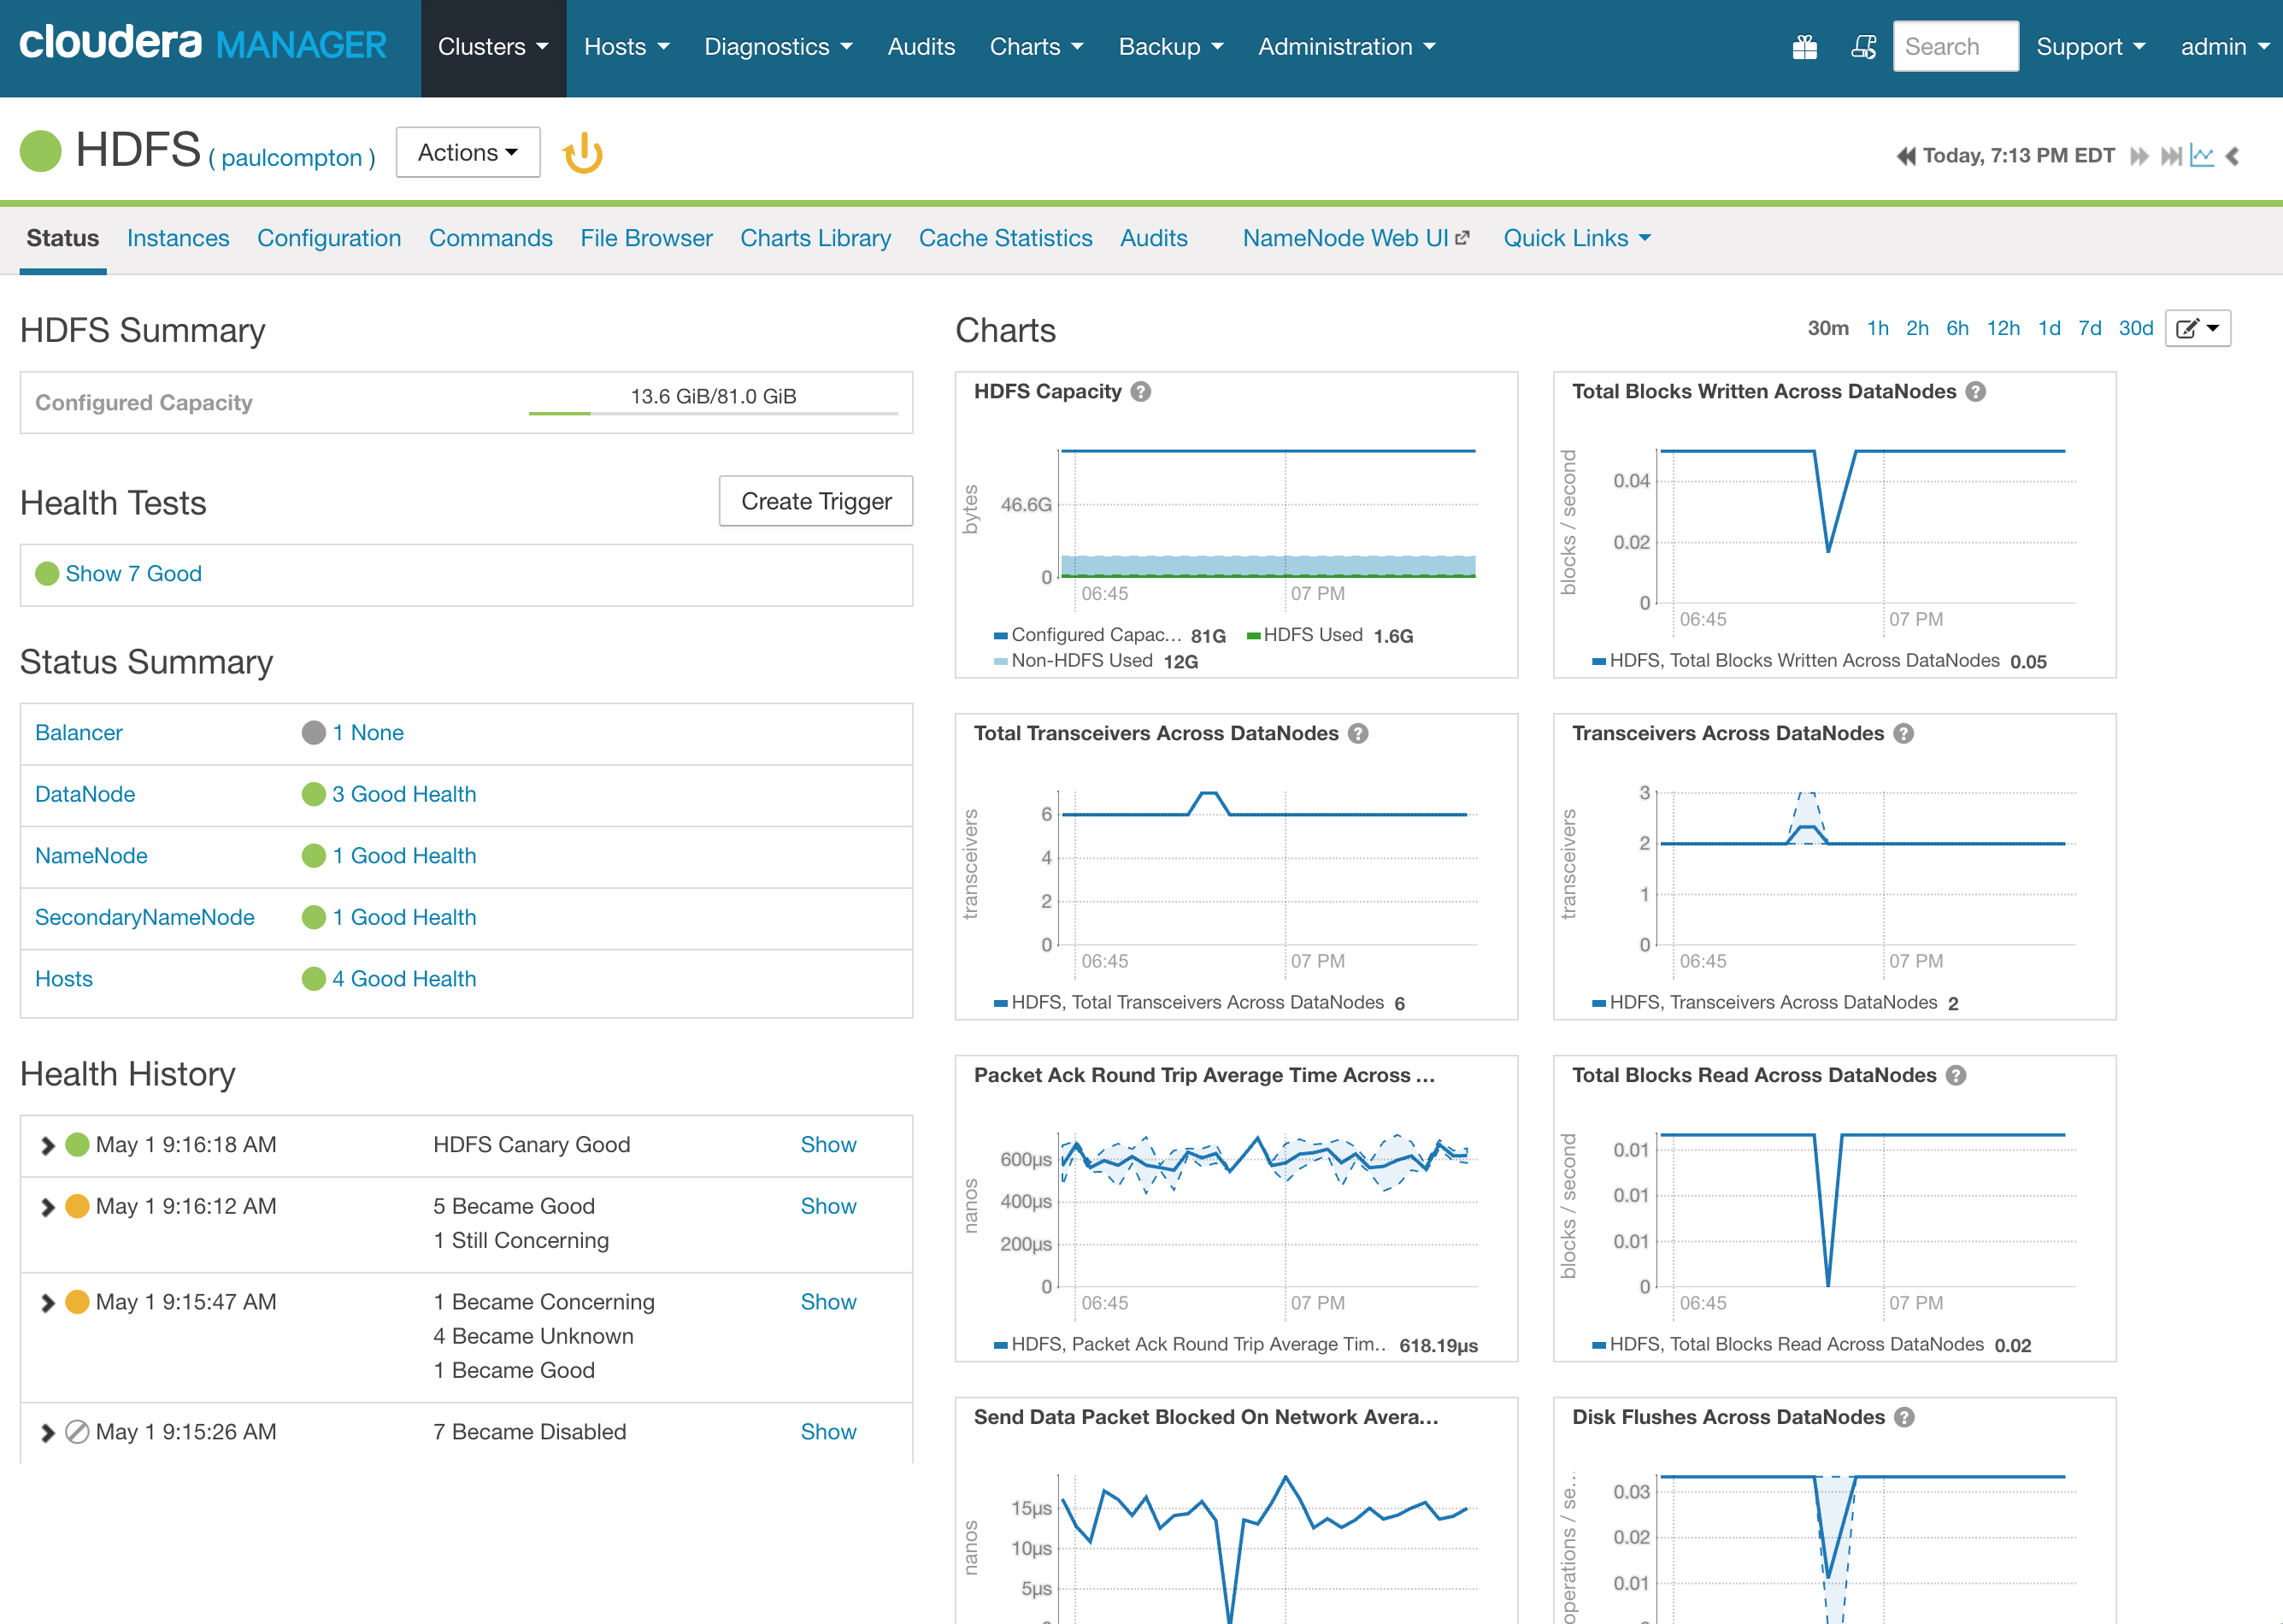 cloudera MANAGER
Clusters Hosts Diagnostics Audits Charts Backup Administration Search Support admin
HDFS ( paulcompton ) Actions
Today, 7:13 PM EDT
Status Instances Configuration Commands File Browser Charts Library Cache Statistics Audits NameNode Web UI Quick Links
HDFS Summary
Configured Capacity 13.6 GiB/81.0 GiB
Health Tests
Create Trigger
Show 7 Good
Status Summary
Balancer 1 None
DataNode 3 Good Health
NameNode 1 Good Health
SecondaryNameNode 1 Good Health
Hosts 4 Good Health
Health History
May 1 9:16:18 AM HDFS Canary Good Show
May 1 9:16:12 AM 5 Became Good Show
1 Still Concerning
May 1 9:15:47 AM 1 Became Concerning Show
4 Became Unknown
1 Became Good
May 1 9:15:26 AM 7 Became Disabled Show
Charts
30m 1h 2h 6h 12h 1d 7d 30d
HDFS Capacity ?
bytes
46.6G
0
06:45 07 PM
Configured Capac... 81G HDFS Used 1.6G
Non-HDFS Used 12G
Total Blocks Written Across DataNodes ?
blocks / second
0.04
0.02
0
06:45 07 PM
HDFS, Total Blocks Written Across DataNodes 0.05
Total Transceivers Across DataNodes ?
transceivers
6
4
2
0
06:45 07 PM
HDFS, Total Transceivers Across DataNodes 6
Transceivers Across DataNodes ?
transceivers
3
2
1
0
06:45 07 PM
HDFS, Transceivers Across DataNodes 2
Packet Ack Round Trip Average Time Across ...
nanos
600µs
400µs
200µs
0
06:45 07 PM
HDFS, Packet Ack Round Trip Average Tim.. 618.19µs
Total Blocks Read Across DataNodes ?
blocks / second
0.01
0.01
0.01
0
06:45 07 PM
HDFS, Total Blocks Read Across DataNodes 0.02
Send Data Packet Blocked On Network Avera...
nanos
15µs
10µs
5µs
Disk Flushes Across DataNodes ?
operations / se...
0.03
0.02
0.01